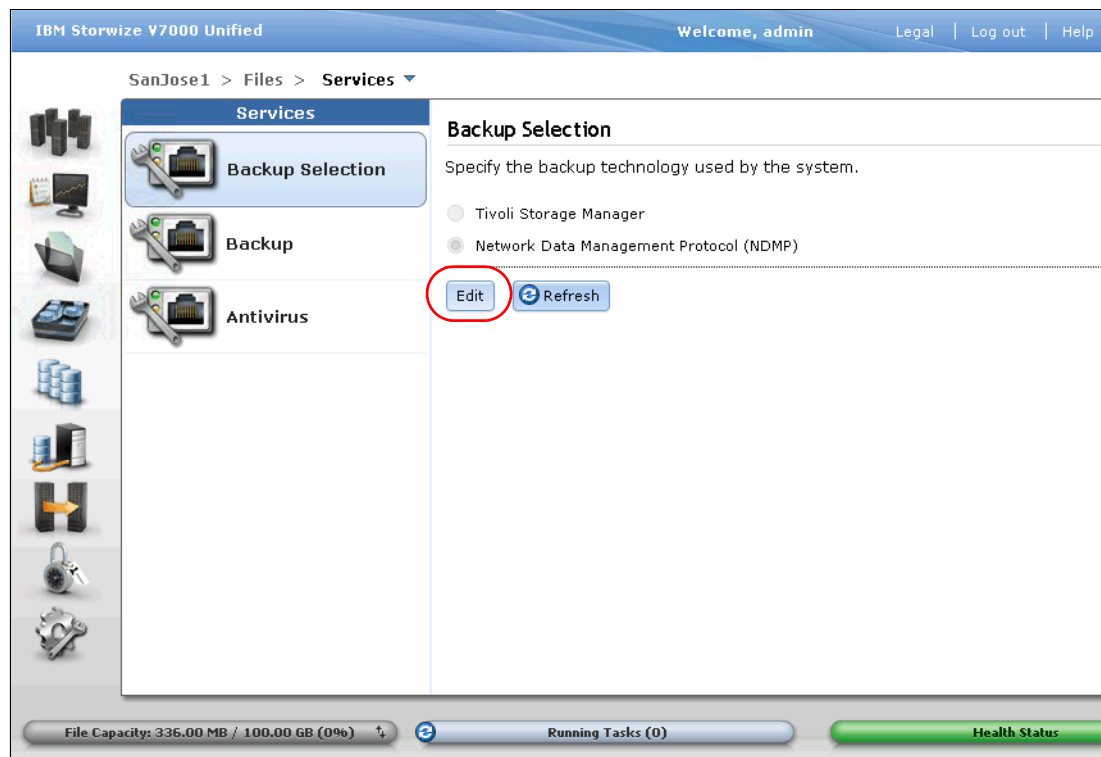 IBM Storwize V7000 Unified
Welcome, admin
Legal | Log out | Help
SanJose1 > Files > Services
Services
Backup Selection
Backup
Antivirus
Backup Selection
Specify the backup technology used by the system.
Tivoli Storage Manager
Network Data Management Protocol (NDMP)
Edit
Refresh
File Capacity: 336.00 MB / 100.00 GB (0%)
Running Tasks (0)
Health Status